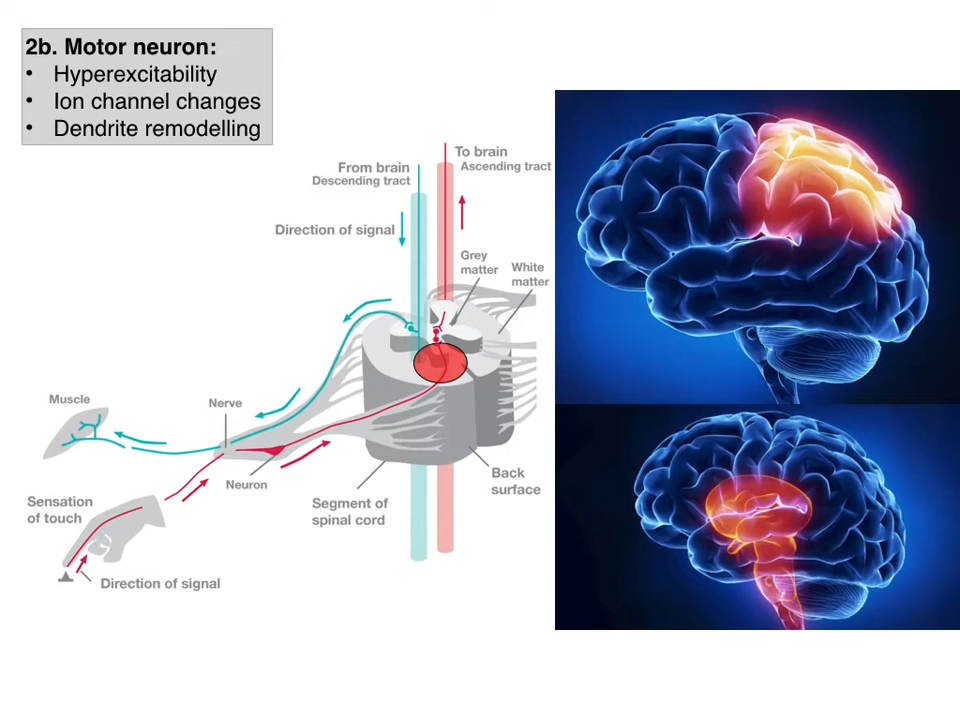 2b. Motor neuron:
• Hyperexcitability
• Ion channel changes
• Dendrite remodelling
To brain
Ascending tract
From brain
Descending tract
Direction of signal
Grey
matter
White
matter
Muscle
Nerve
Neuron
Sensation
of touch
Segment of
spinal cord
Back
surface
Direction of signal